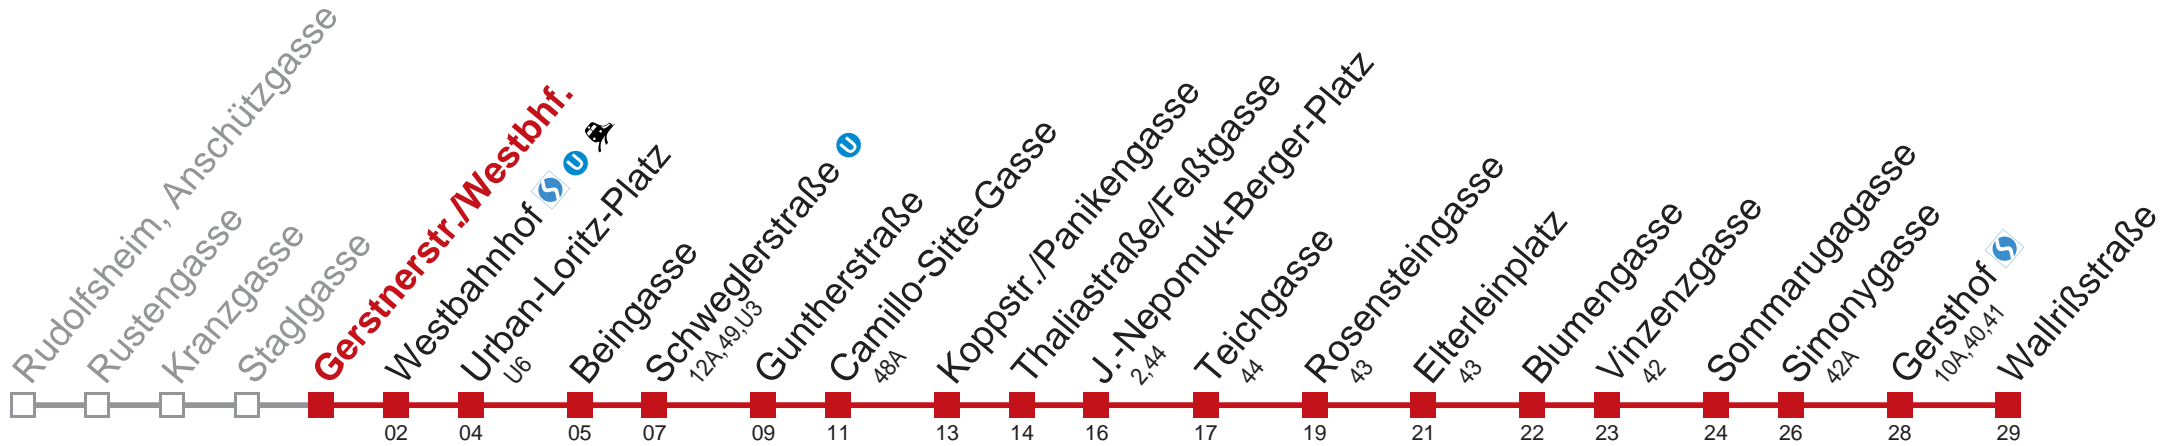 Rudolfsheim, Anschützgasse
Rustengasse
Kranzgasse
Staglgasse
Gerstnerstr./Westbhf.
Westbahnhof S U
Urban-Loritz-Platz
U6
Beingasse
Schweglerstraße U
12A,49,U3
Guntherstraße
Camillo-Sitte-Gasse
48A
Koppstr./Panikengasse
Thaliastraße/Feßtgasse
J.-Nepomuk-Berger-Platz
2,44
Teichgasse
44
Rosensteingasse
43
Elterleinplatz
43
Blumengasse
Vinzenzgasse
42
Sommarugagasse
Simonygasse
42A
Gersthof S
10A,40,41
Wallrißstraße
02 04 05 07 09 11 13 14 16 17 19 21 22 23 24 26 28 29